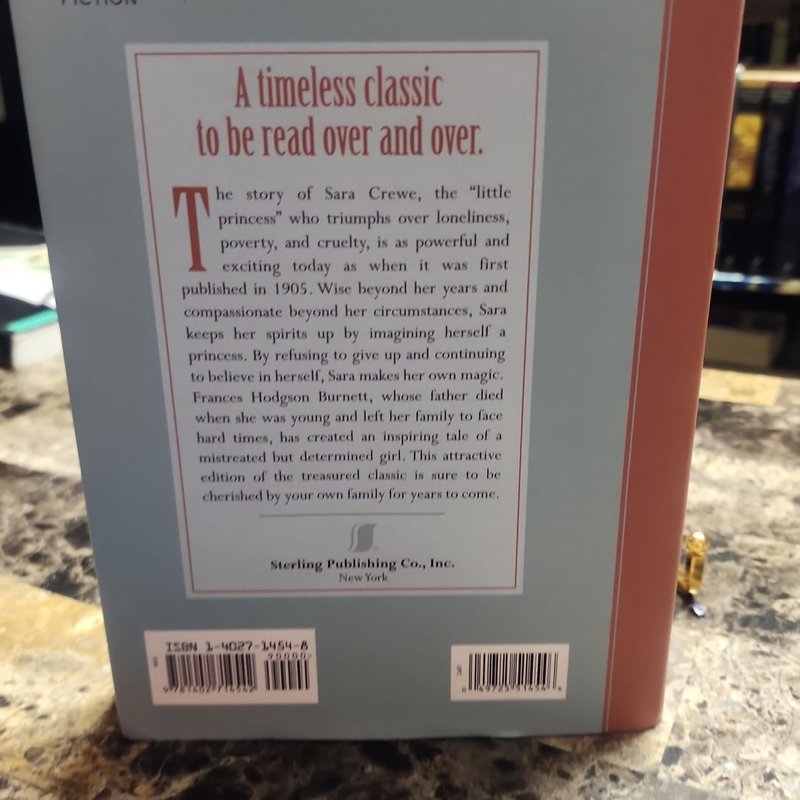 FICTION
A timeless classic
to be read over and over.
The story of Sara Crewe, the "little
princess" who triumphs over loneliness,
poverty, and cruelty, is as powerful and
exciting today as when it was first
published in 1905. Wise beyond her years and
compassionate beyond her circumstances, Sara
keeps her spirits up by imagining herself a
princess. By refusing to give up and continuing
to believe in herself, Sara makes her own magic.
Frances Hodgson Burnett, whose father died
when she was young and left her family to face
hard times, has created an inspiring tale of a
mistreated but determined girl. This attractive
edition of the treasured classic is sure to be
cherished by your own family for years to come.
Sterling Publishing Co., Inc.
New York
ISBN 1-4027-1454-8
90000
9 781402 714542